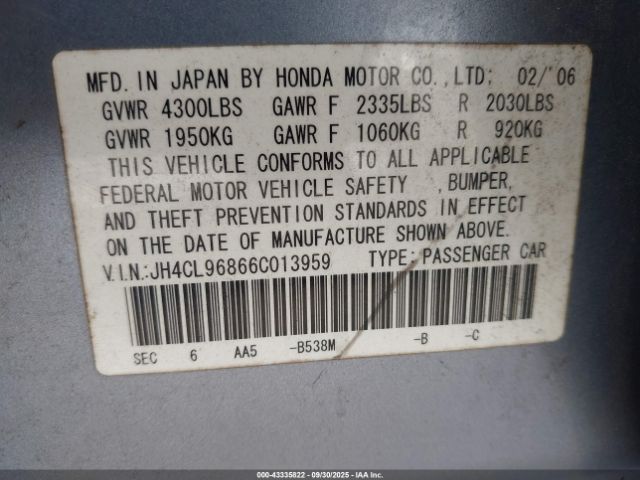 MFD. IN JAPAN BY HONDA MOTOR CO.,LTD: 02/'06
GVWR 4300LBS GAWR F 2335LBS R 2030LBS
GVWR 1950KG GAWR F 1060KG R 920KG
THIS VEHICLE CONFORMS TO ALL APPLICABLE
FEDERAL MOTOR VEHICLE SAFETY ,BUMPER,
AND THEFT PREVENTION STANDARDS IN EFFECT
ON THE DATE OF MANUFACTURE SHOWN ABOVE.
V.I.N.:JH4CL96866C013959 TYPE:PASSENGER CAR
SEC 6 AA5 -B538M -B -C
000-43335822 - 09/30/2025 - IAAI, Inc.